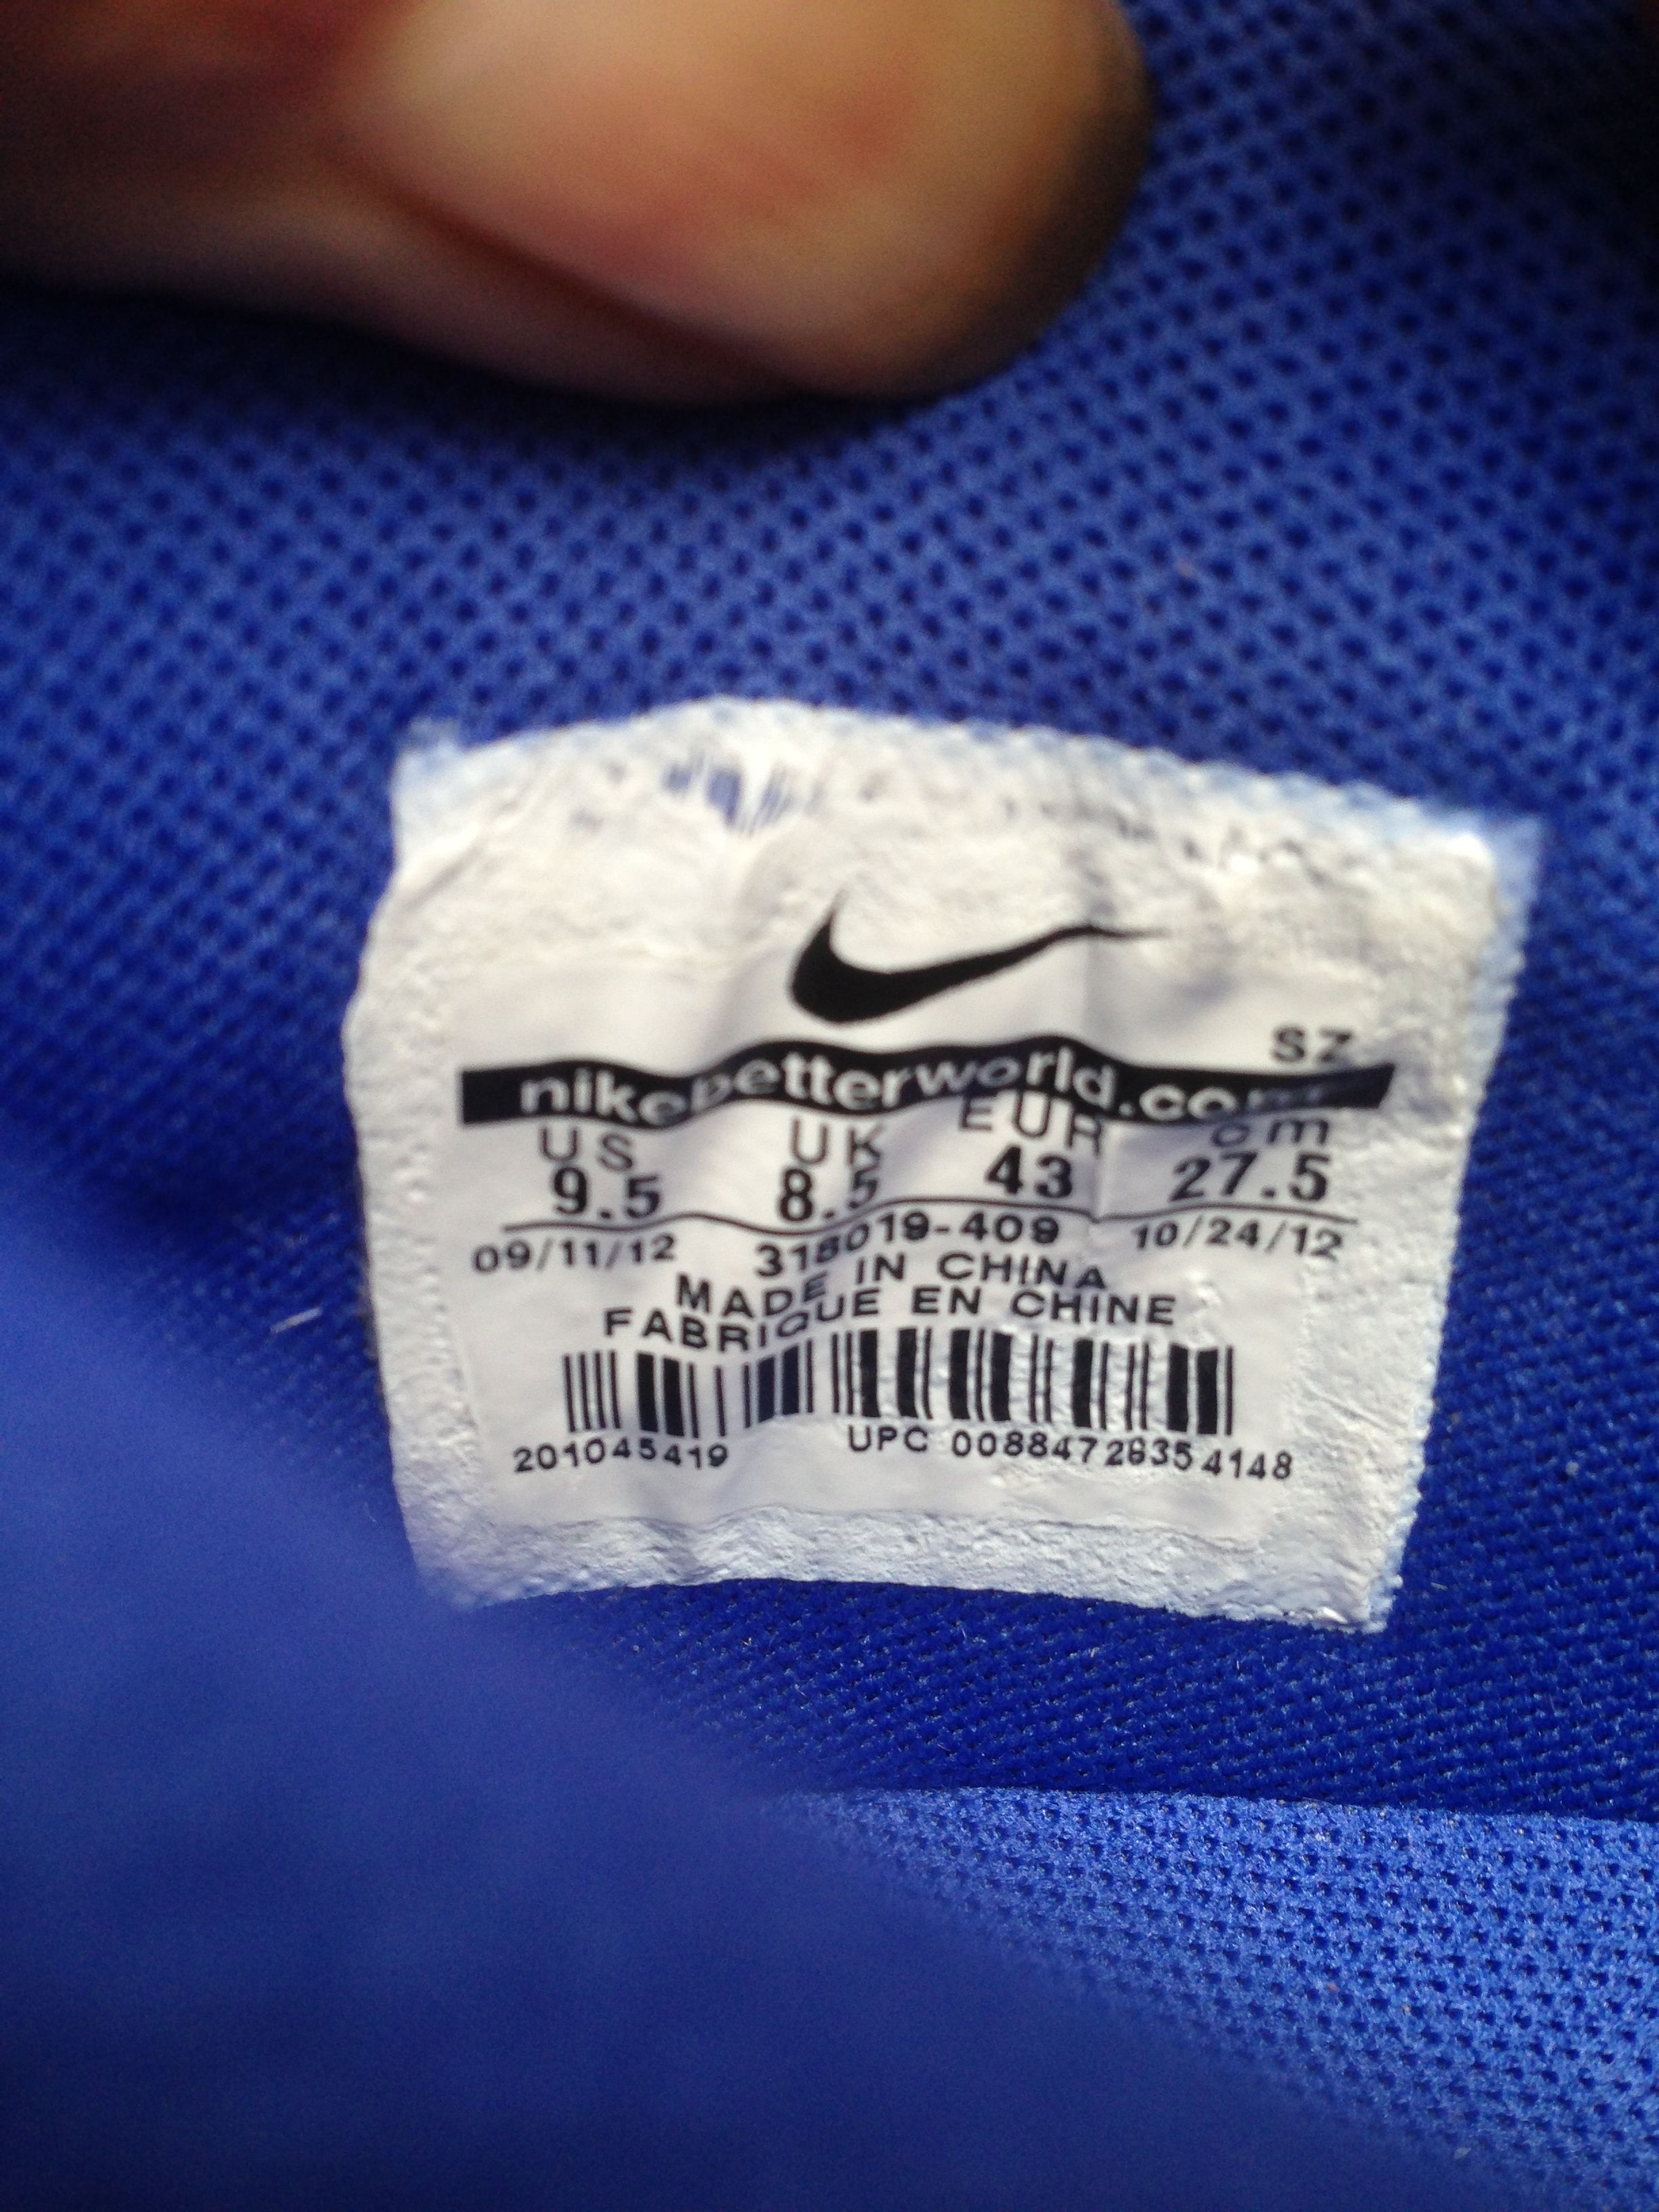 SZ
nikebetterworld.com
US UK EUR cm
9.5 8.5 43 27.5
09/11/12 318019-409 10/24/12
MADE IN CHINA
FABRIQUE EN CHINE
201045419 UPC 00884726354148